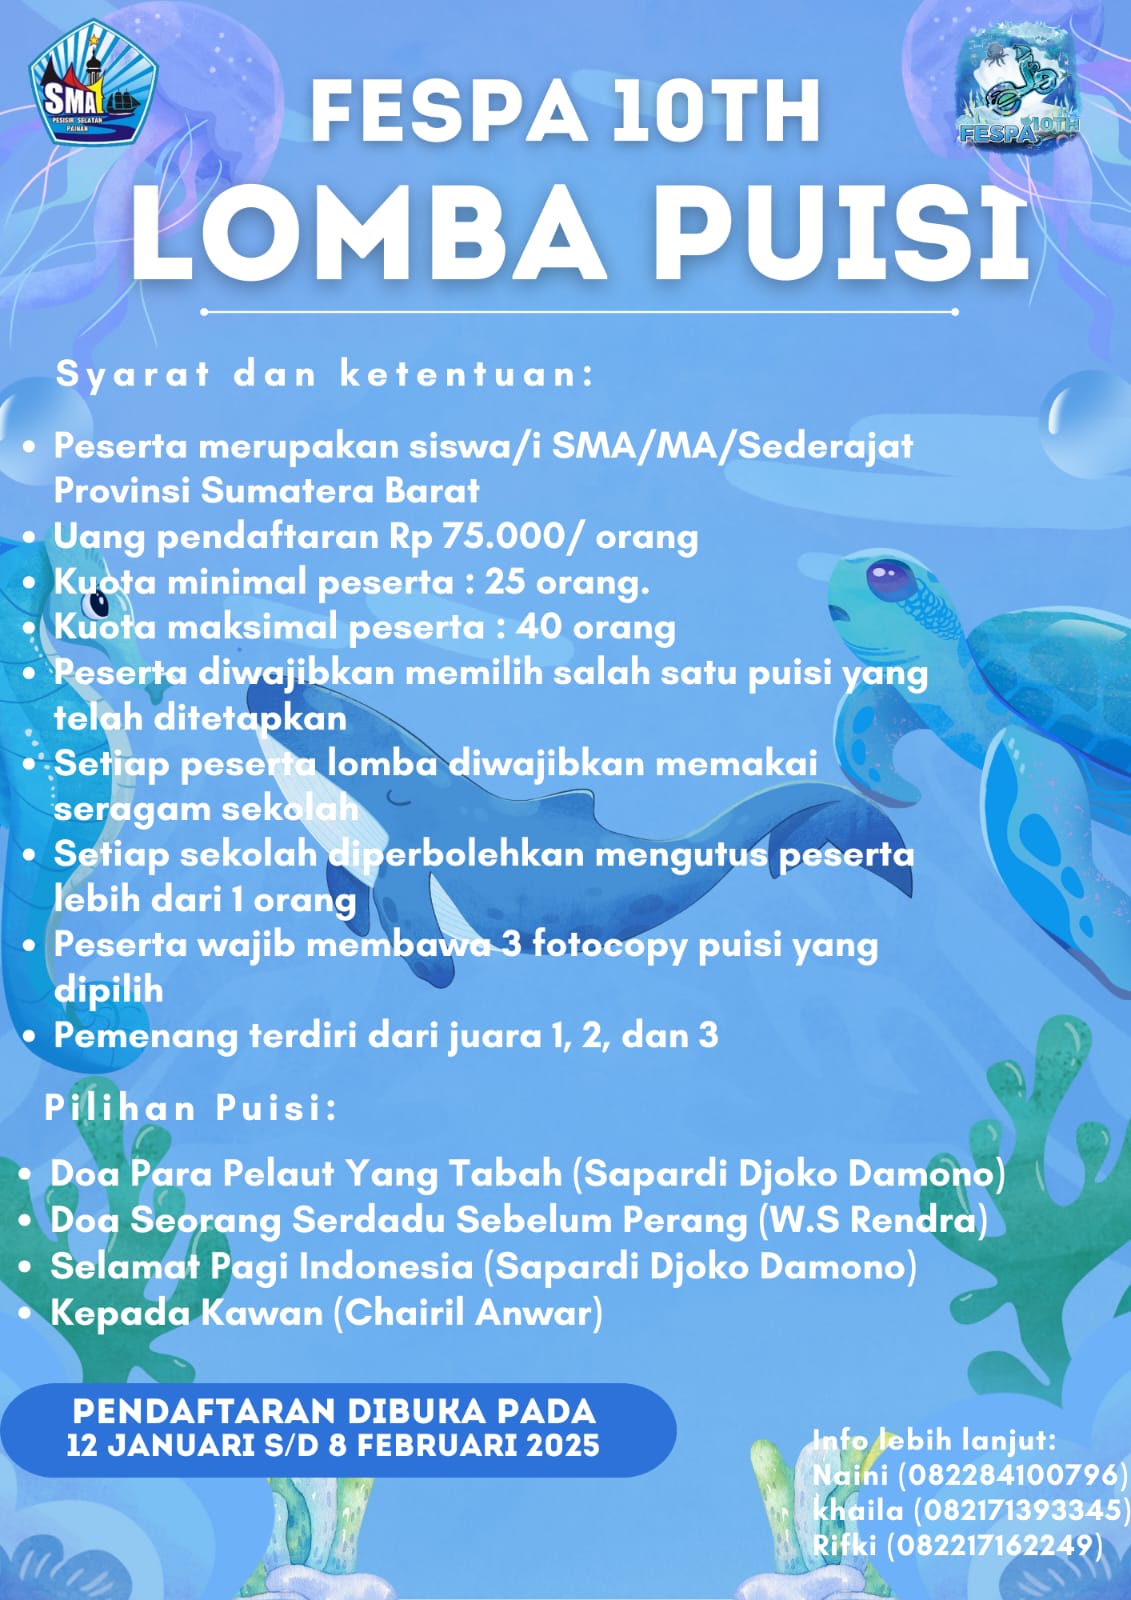 SMA 1
PESISIR SELATAN
PAINAN
FESPA 10TH
FESPA 10TH
LOMBA PUISI
Syarat dan ketentuan:
• Peserta merupakan siswa/i SMA/MA/Sederajat
Provinsi Sumatera Barat
• Uang pendaftaran Rp 75.000/ orang
• Kuota minimal peserta : 25 orang.
• Kuota maksimal peserta : 40 orang
• Peserta diwajibkan memilih salah satu puisi yang
telah ditetapkan
• Setiap peserta lomba diwajibkan memakai
seragam sekolah
• Setiap sekolah diperbolehkan mengutus peserta
lebih dari 1 orang
• Peserta wajib membawa 3 fotocopy puisi yang
dipilih
• Pemenang terdiri dari juara 1, 2, dan 3
Pilihan Puisi:
• Doa Para Pelaut Yang Tabah (Sapardi Djoko Damono)
• Doa Seorang Serdadu Sebelum Perang (W.S Rendra)
• Selamat Pagi Indonesia (Sapardi Djoko Damono)
• Kepada Kawan (Chairil Anwar)
PENDAFTARAN DIBUKA PADA
12 JANUARI S/D 8 FEBRUARI 2025
Info lebih lanjut:
Naini (082284100796)
khaila (082171393345)
Rifki (082217162249)